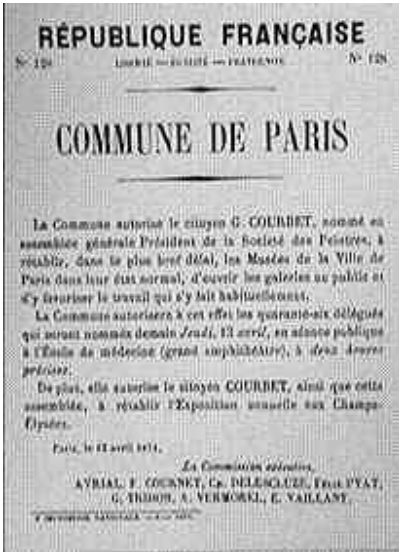 RÉPUBLIQUE FRANÇAISE
Nº 128 LIBERTÉ — ÉGALITÉ — FRATERNITÉ Nº 128
COMMUNE DE PARIS
La Commune autorise le citoyen G. COURBET, nommé en
assemblée générale Président de la Société des Peintres, à
rétablir, dans le plus bref délai, les Musées de la Ville de
Paris dans leur état normal, d'ouvrir les galeries au public et
d'y favoriser le travail qui s'y fait habituellement.
La Commune autorisera à cet effet les quarante-six délégués
qui seront nommés demain Jeudi, 13 avril, en séance publique
à l'École de médecine (grand amphithéâtre), à deux heures
précises.
De plus, elle autorise le citoyen COURBET, ainsi que cette
assemblée, à rétablir l'Exposition annuelle aux Champs-
Élysées.
Paris, le 12 avril 1871.
La Commission exécutive,
AVRIAL, F. COURNET, CH. DELESCLUZE, FÉLIX PYAT,
G. TRIDON, A. VERMOREL, E. VAILLANT.
IMPRIMERIE NATIONALE. — 1871.